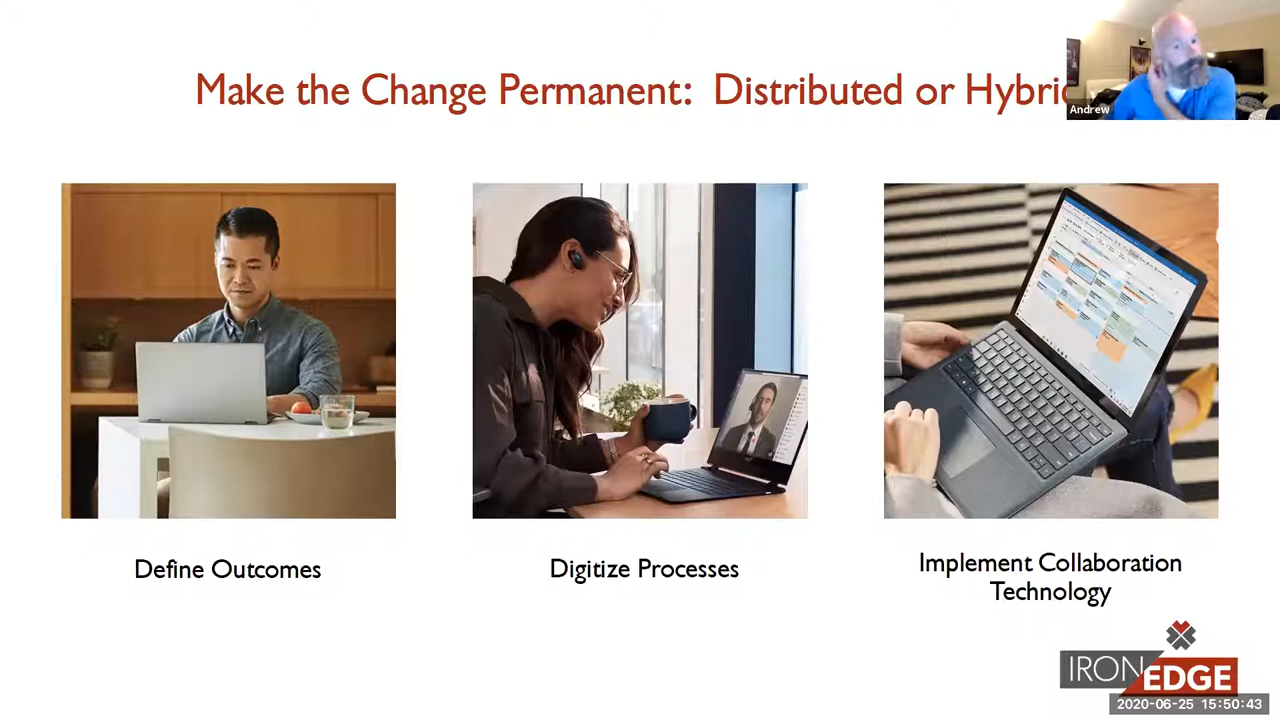 Make the Change Permanent: Distributed or Hybrid
Andrew
Define Outcomes
Digitize Processes
Implement Collaboration
Technology
IRON
EDGE
2020-06-25 15:50:43